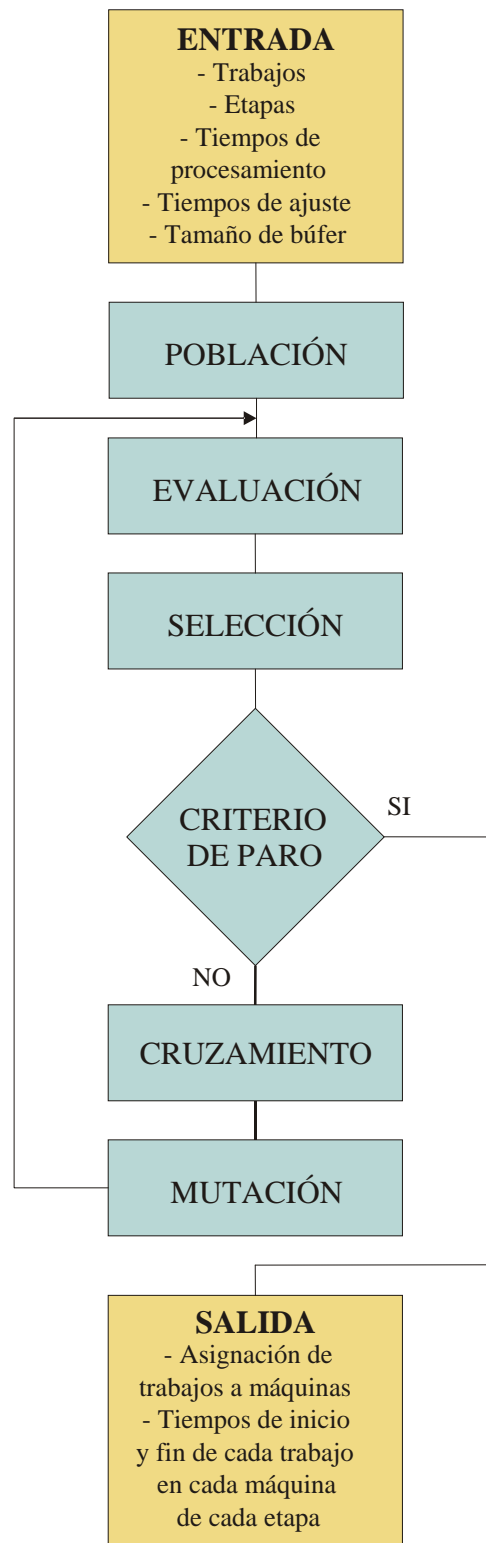 ENTRADA
- Trabajos
- Etapas
- Tiempos de
procesamiento
- Tiempos de ajuste
- Tamaño de búfer
POBLACIÓN
EVALUACIÓN
SELECCIÓN
CRITERIO
DE PARO
SI
NO
CRUZAMIENTO
MUTACIÓN
SALIDA
- Asignación de
trabajos a máquinas
- Tiempos de inicio
y fin de cada trabajo
en cada máquina
de cada etapa